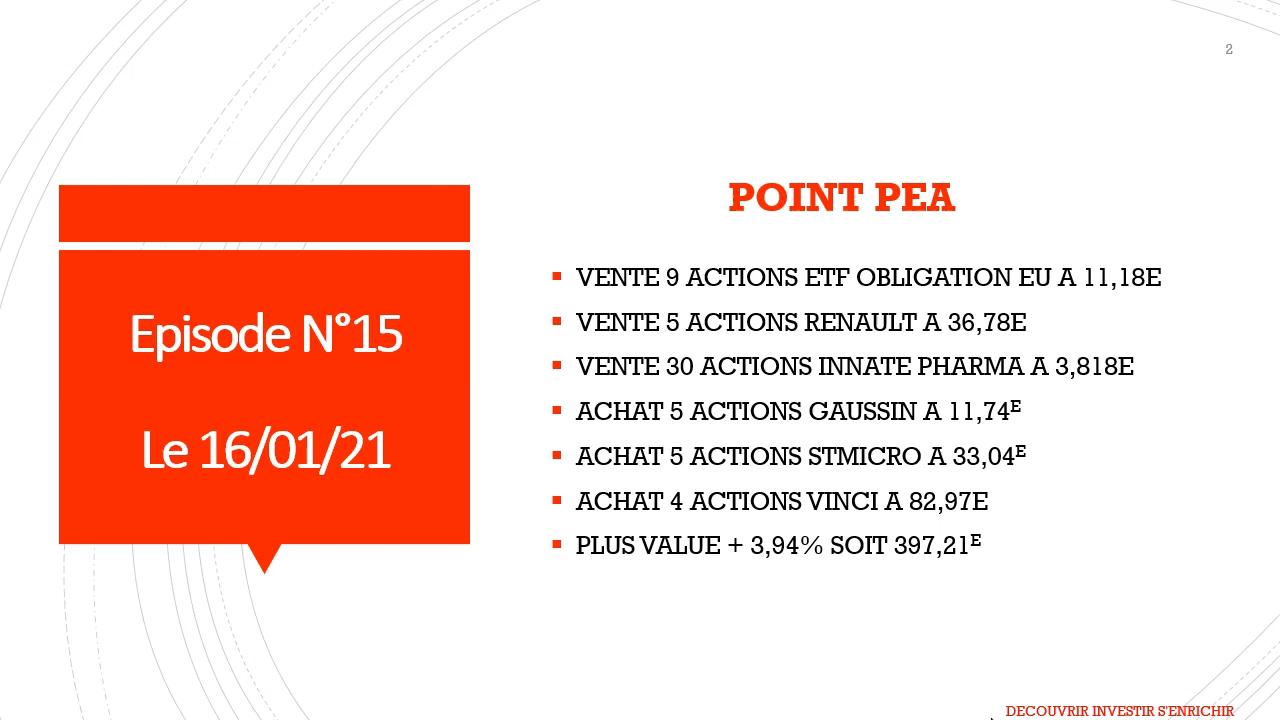 2
Episode N°15
Le 16/01/21
POINT PEA
▪ VENTE 9 ACTIONS ETF OBLIGATION EU A 11,18E
▪ VENTE 5 ACTIONS RENAULT A 36,78E
▪ VENTE 30 ACTIONS INNATE PHARMA A 3,818E
▪ ACHAT 5 ACTIONS GAUSSIN A 11,74ᴱ
▪ ACHAT 5 ACTIONS STMICRO A 33,04ᴱ
▪ ACHAT 4 ACTIONS VINCI A 82,97E
▪ PLUS VALUE + 3,94% SOIT 397,21ᴱ
DECOUVRIR INVESTIR S'ENRICHIR